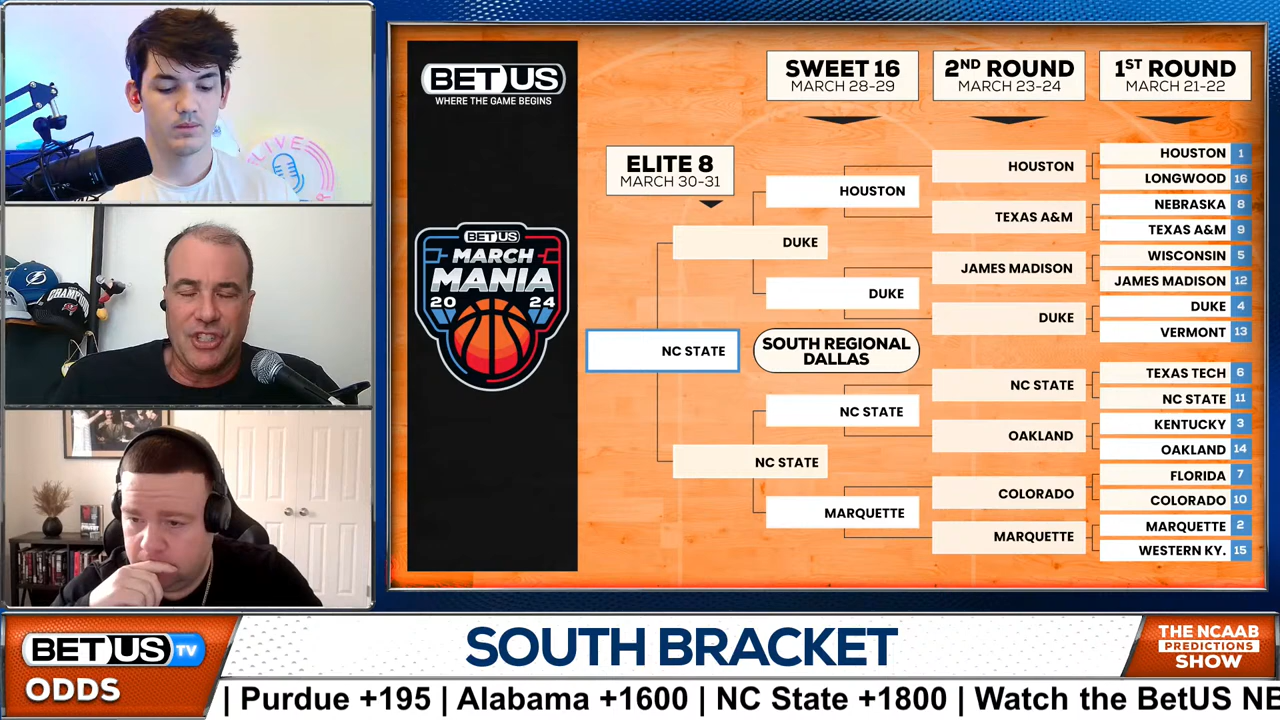 LIVE
CHAMPIONS
BETUS
WHERE THE GAME BEGINS
BETUS
MARCH
MANIA
20 24
SWEET 16
MARCH 28-29
2ND ROUND
MARCH 23-24
1ST ROUND
MARCH 21-22
ELITE 8
MARCH 30-31
HOUSTON 1
LONGWOOD 16
NEBRASKA 8
TEXAS A&M 9
WISCONSIN 5
JAMES MADISON 12
DUKE 4
VERMONT 13
TEXAS TECH 6
NC STATE 11
KENTUCKY 3
OAKLAND 14
FLORIDA 7
COLORADO 10
MARQUETTE 2
WESTERN KY. 15
HOUSTON
TEXAS A&M
JAMES MADISON
DUKE
NC STATE
OAKLAND
COLORADO
MARQUETTE
HOUSTON
DUKE
NC STATE
MARQUETTE
DUKE
NC STATE
NC STATE
SOUTH REGIONAL
DALLAS
BETUS TV
ODDS
SOUTH BRACKET
THE NCAAB
PREDICTIONS
SHOW
| Purdue +195 | Alabama +1600 | NC State +1800 | Watch the BetUS NE